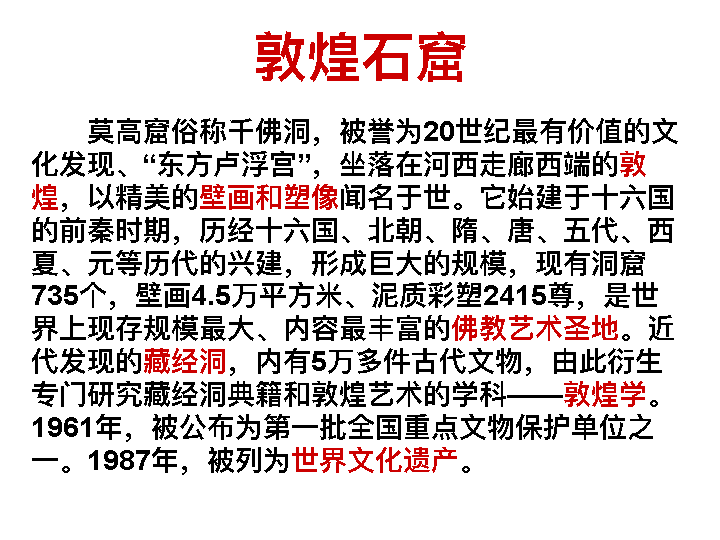 敦煌石窟
莫高窟俗称千佛洞，被誉为20世纪最有价值的文
化发现、“东方卢浮宫”，坐落在河西走廊西端的敦
煌，以精美的壁画和塑像闻名于世。它始建于十六国
的前秦时期，历经十六国、北朝、隋、唐、五代、西
夏、元等历代的兴建，形成巨大的规模，现有洞窟
735个，壁画4.5万平方米、泥质彩塑2415尊，是世
界上现存规模最大、内容最丰富的佛教艺术圣地。近
代发现的藏经洞，内有5万多件古代文物，由此衍生
专门研究藏经洞典籍和敦煌艺术的学科——敦煌学。
1961年，被公布为第一批全国重点文物保护单位之
一。1987年，被列为世界文化遗产。